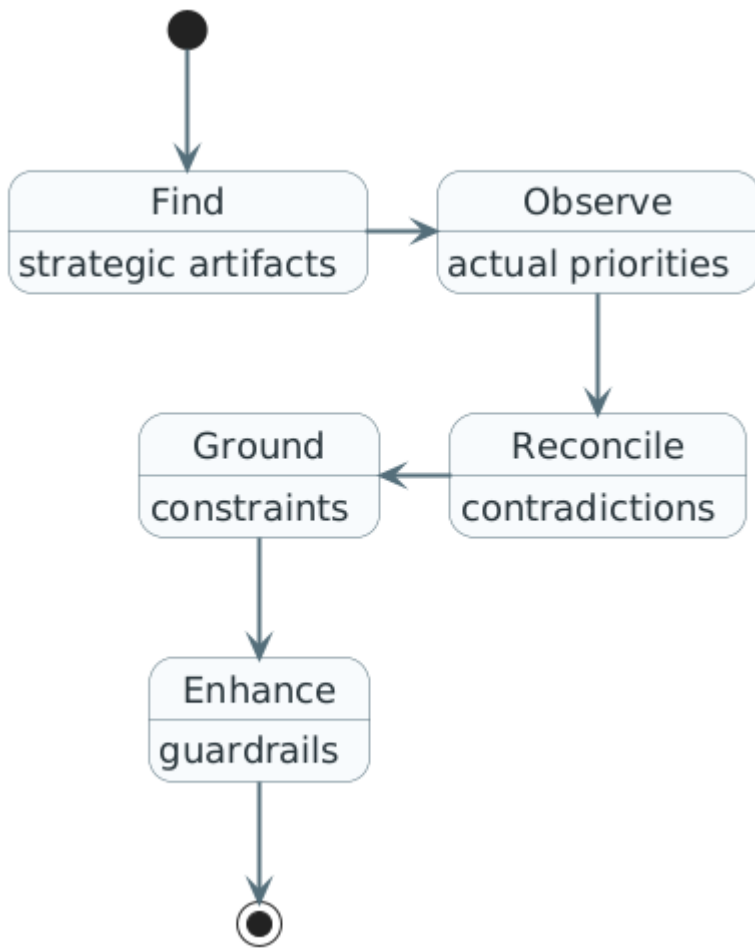 Find
strategic artifacts
Observe
actual priorities
Reconcile
contradictions
Ground
constraints
Enhance
guardrails